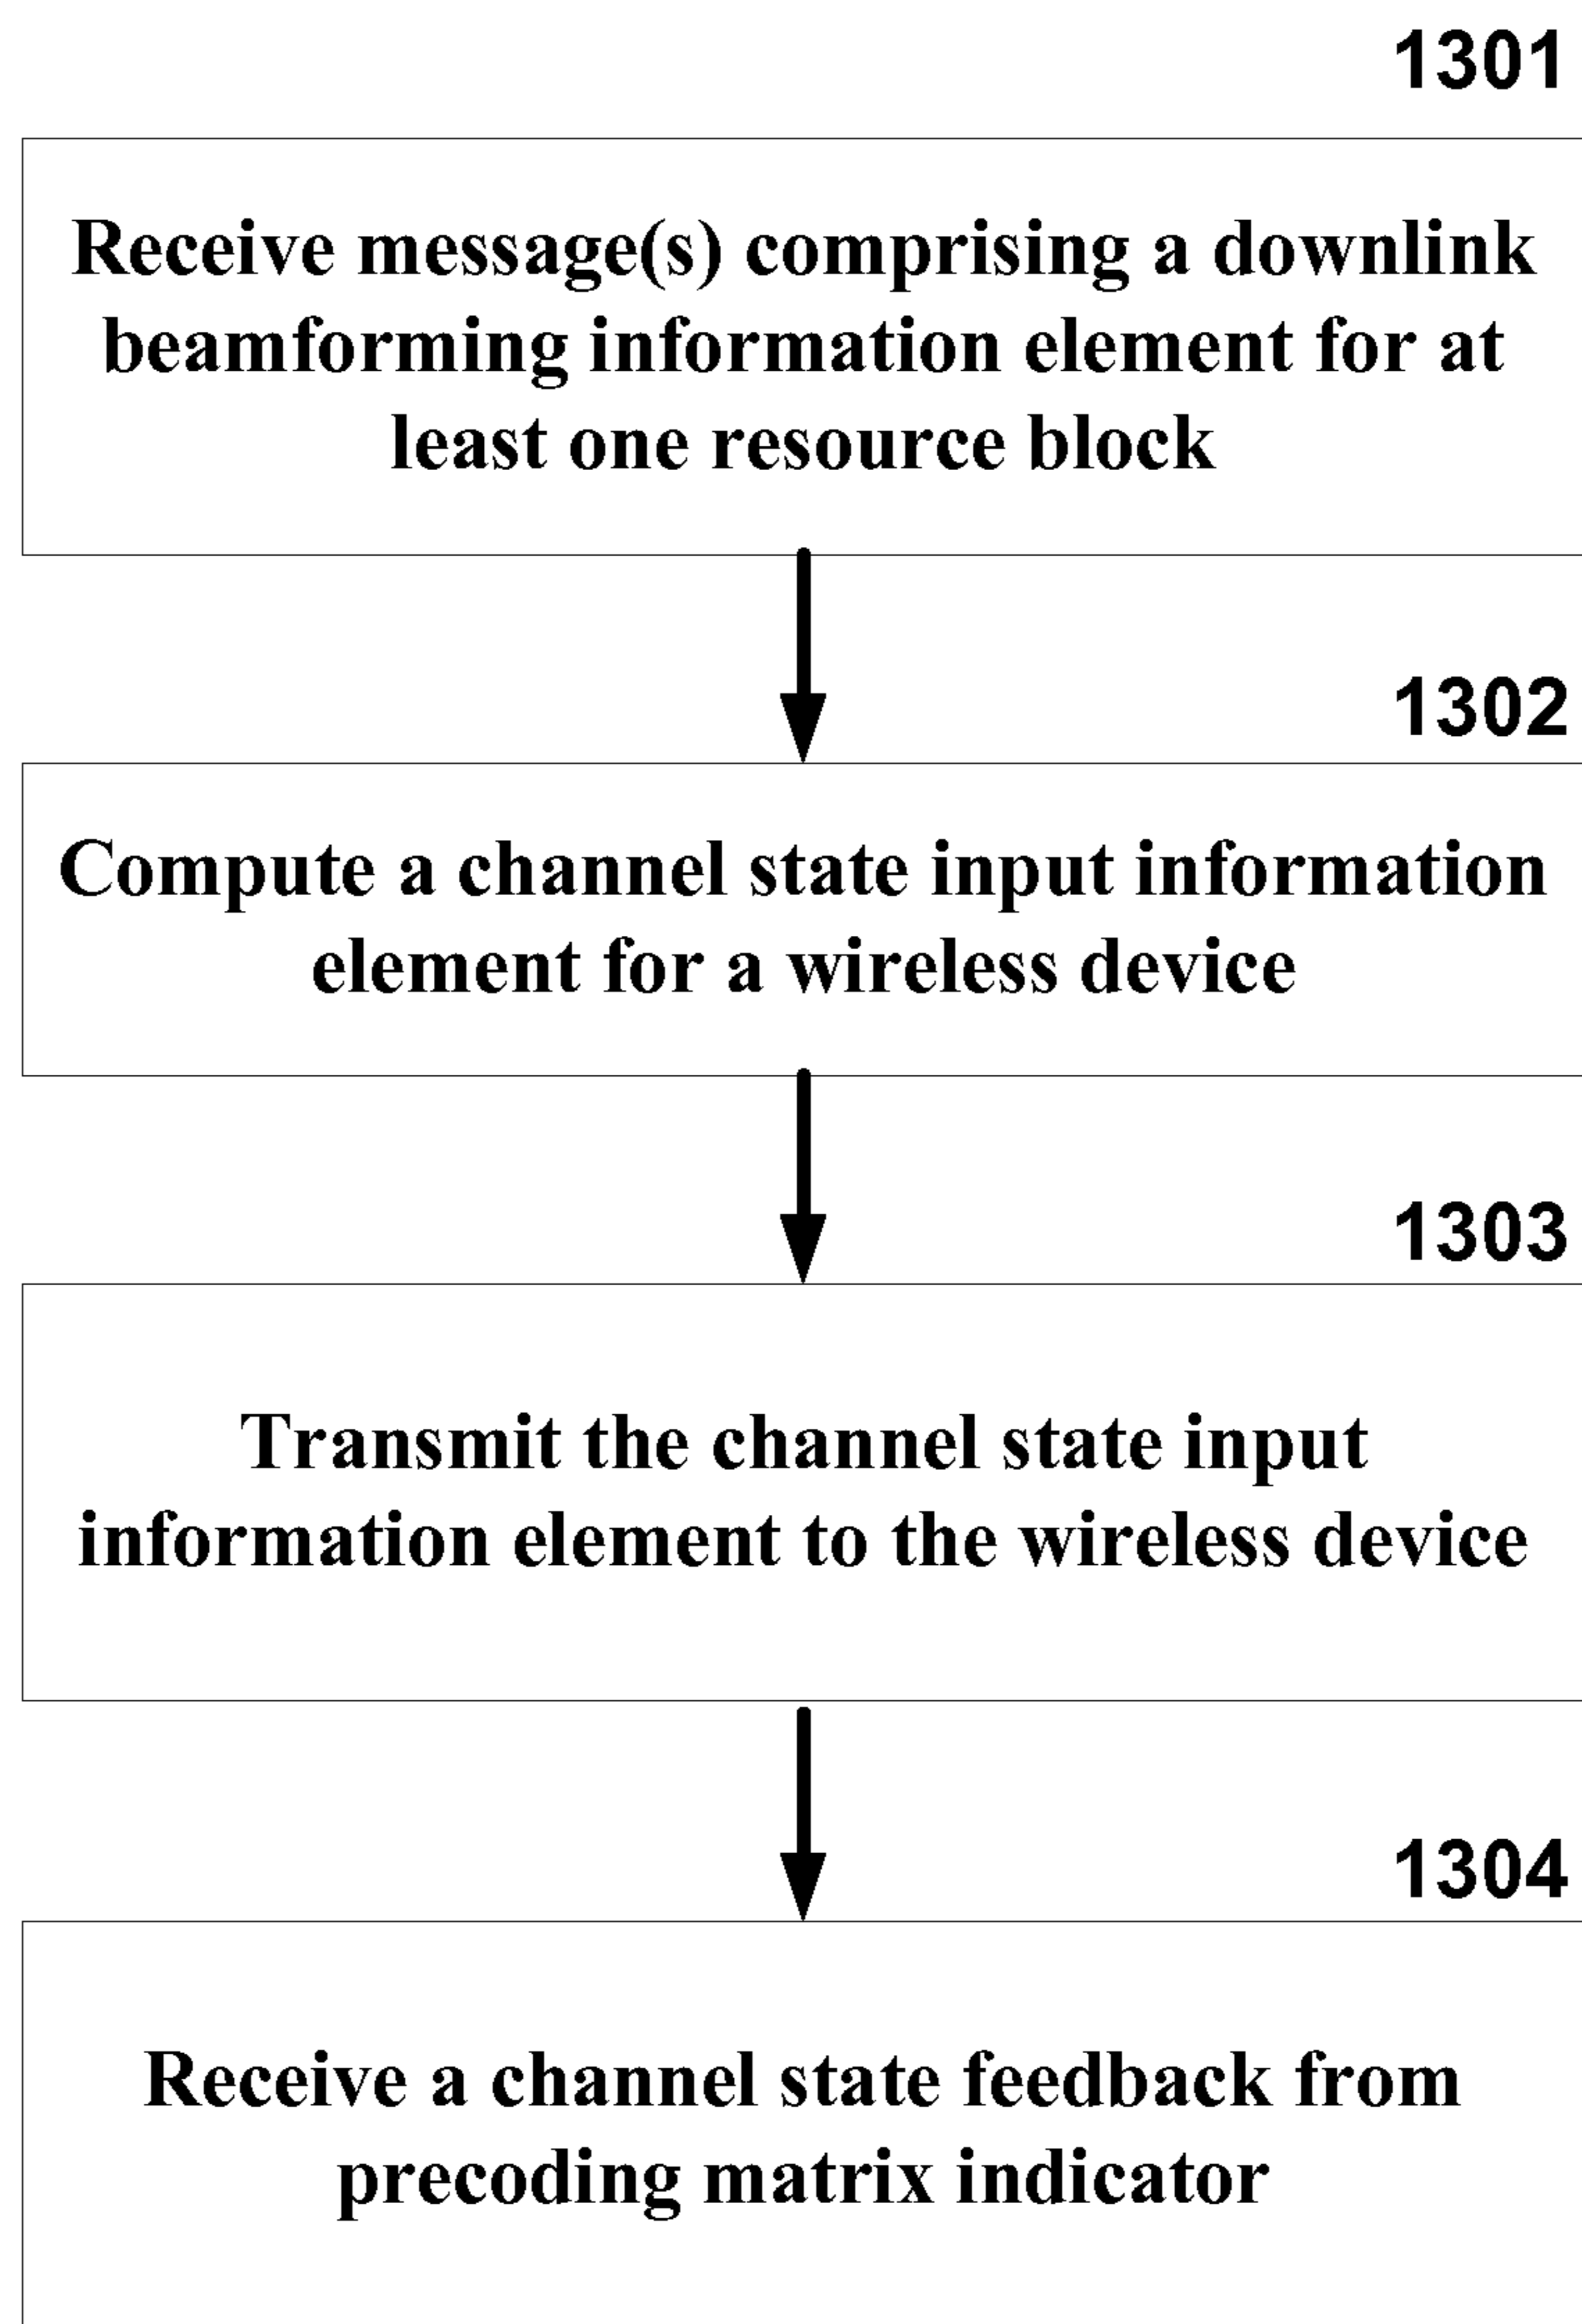 1301
Receive message(s) comprising a downlink
beamforming information element for at
least one resource block
1302
Compute a channel state input information
element for a wireless device
1303
Transmit the channel state input
information element to the wireless device
1304
Receive a channel state feedback from
precoding matrix indicator